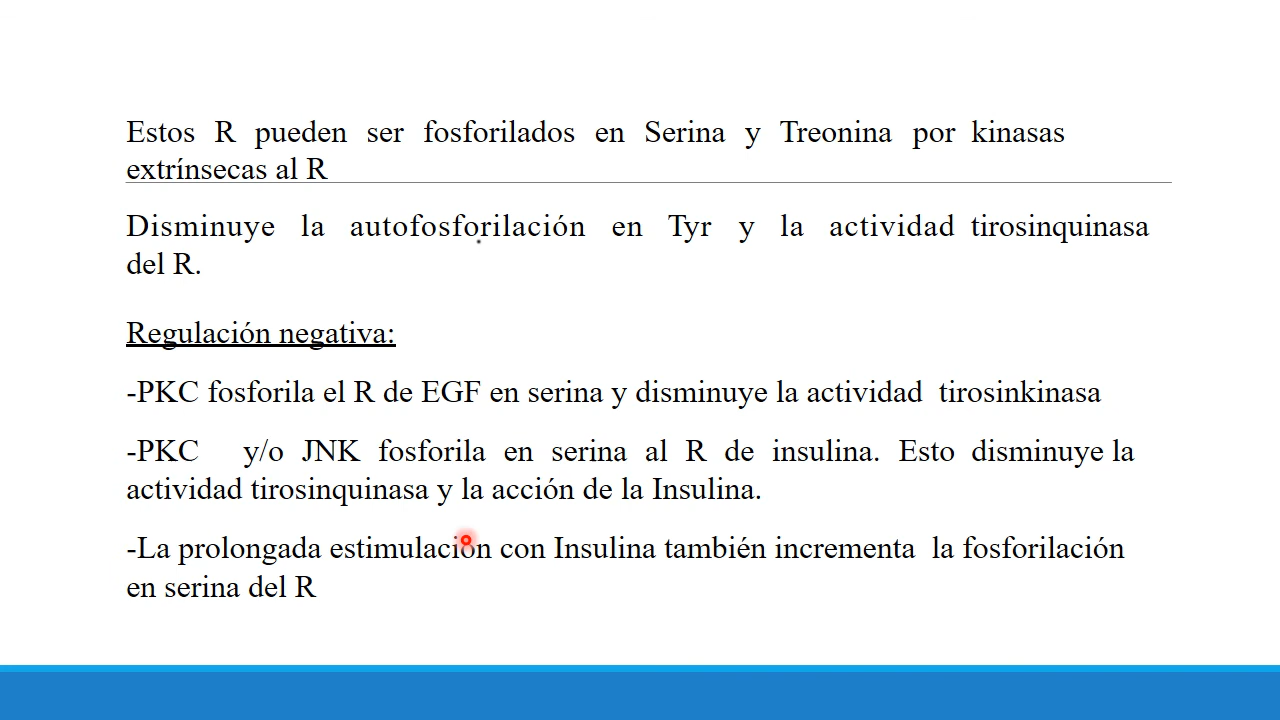 Estos R pueden ser fosforilados en Serina y Treonina por kinasas
extrínsecas al R
Disminuye la autofosforilación en Tyr y la actividad tirosinquinasa
del R.
Regulación negativa:
-PKC fosforila el R de EGF en serina y disminuye la actividad tirosinkinasa
-PKC y/o JNK fosforila en serina al R de insulina. Esto disminuye la
actividad tirosinquinasa y la acción de la Insulina.
-La prolongada estimulación con Insulina también incrementa la fosforilación
en serina del R